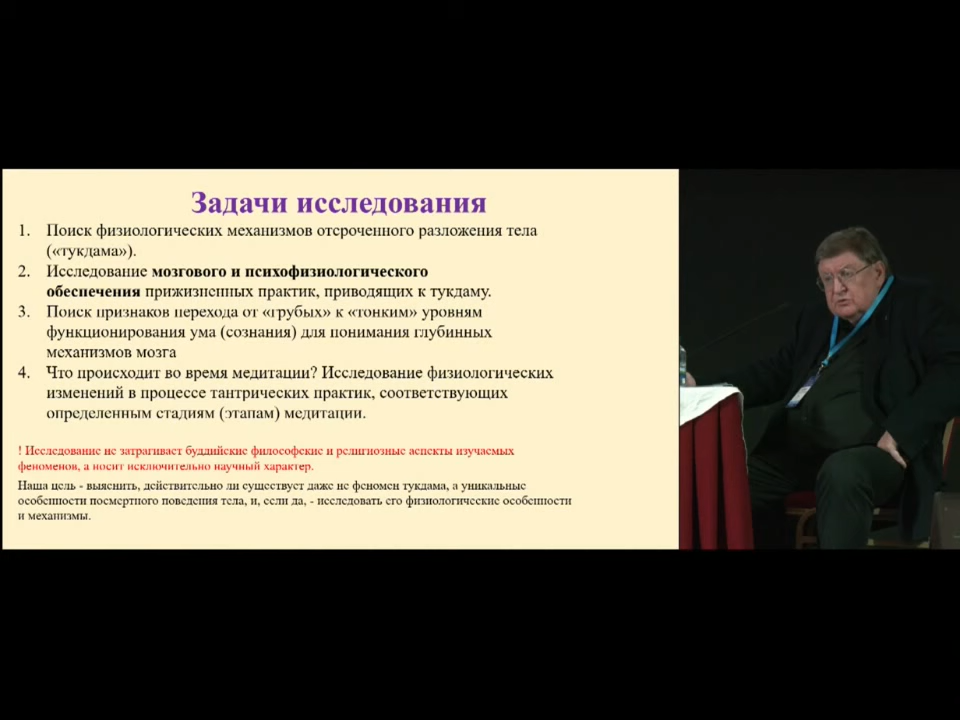 Задачи исследования
1. Поиск физиологических механизмов отсроченного разложения тела
(«тукдама»).
2. Исследование мозгового и психофизиологического
обеспечения прижизненных практик, приводящих к тукдаму.
3. Поиск признаков перехода от «грубых» к «тонким» уровням
функционирования ума (сознания) для понимания глубинных
механизмов мозга
4. Что происходит во время медитации? Исследование физиологических
изменений в процессе тантрических практик, соответствующих
определенным стадиям (этапам) медитации.
! Исследование не затрагивает буддийские философские и религиозные аспекты изучаемых
феноменов, а носит исключительно научный характер.
Наша цель - выяснить, действительно ли существует даже не феномен тукдама, а уникальные
особенности посмертного поведения тела, и, если да, - исследовать его физиологические особенности
и механизмы.